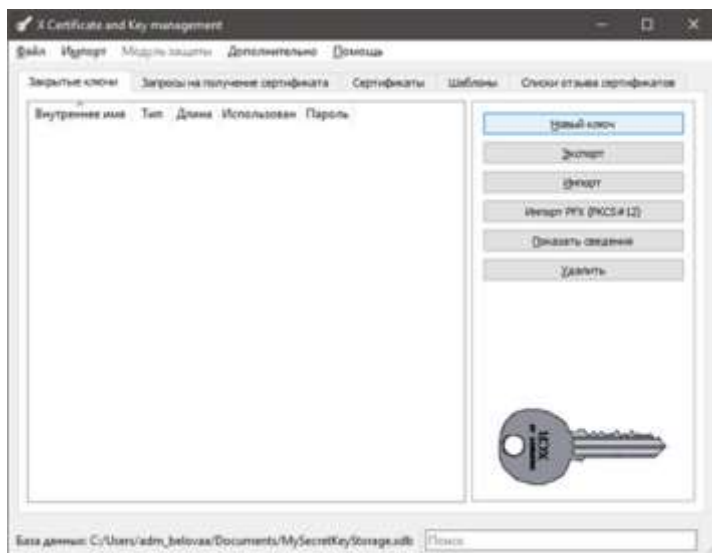 X Certificate and Key management
Файл Импорт Модуль защиты Дополнительно Помощь
Закрытые ключи Запросы на получение сертификата Сертификаты Шаблоны Списки отзыва сертификатов
Внутреннее имя Тип Длина Использован Пароль
Новый ключ
Экспорт
Импорт
Импорт PFX (PKCS#12)
Показать сведения
Удалить
База данных: C:/Users/adm_belovaa/Documents/MySecretKeyStorage.xdb Поиск